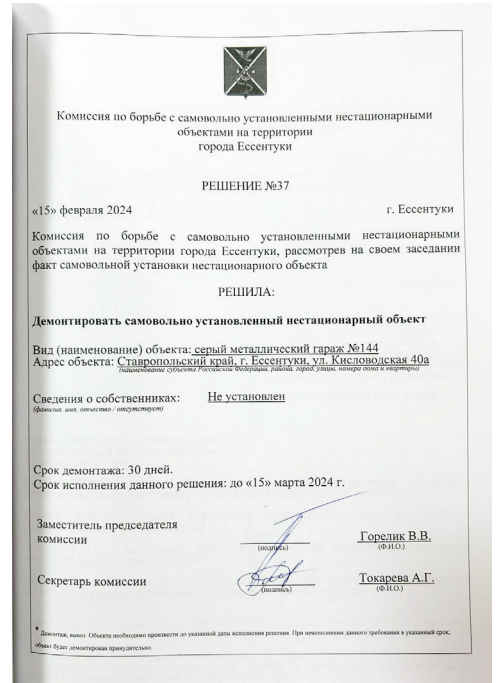 Комиссия по борьбе с самовольно установленными нестационарными
объектами на территории
города Ессентуки
РЕШЕНИЕ №37
«15» февраля 2024 г. Ессентуки
Комиссия по борьбе с самовольно установленными нестационарными
объектами на территории города Ессентуки, рассмотрев на своем заседании
факт самовольной установки нестационарного объекта
РЕШИЛА:
Демонтировать самовольно установленный нестационарный объект
Вид (наименование) объекта: серый металлический гараж №144
Адрес объекта: Ставропольский край, г. Ессентуки, ул. Кисловодская 40а
(наименование субъекта Российской Федерации, района, город, улицы, номера дома и квартиры)
Сведения о собственниках: Не установлен
(фамилия, имя, отчество / отсутствует)
Срок демонтажа: 30 дней.
Срок исполнения данного решения: до «15» марта 2024 г.
Заместитель председателя
комиссии Горелик В.В.
(подпись) (Ф.И.О.)
Секретарь комиссии Токарева А.Г.
(подпись) (Ф.И.О.)
* Демонтаж, вывоз Объекта необходимо произвести до указанной даты исполнения решения. При неисполнении данного требования в указанный срок,
объект будет демонтирован принудительно.